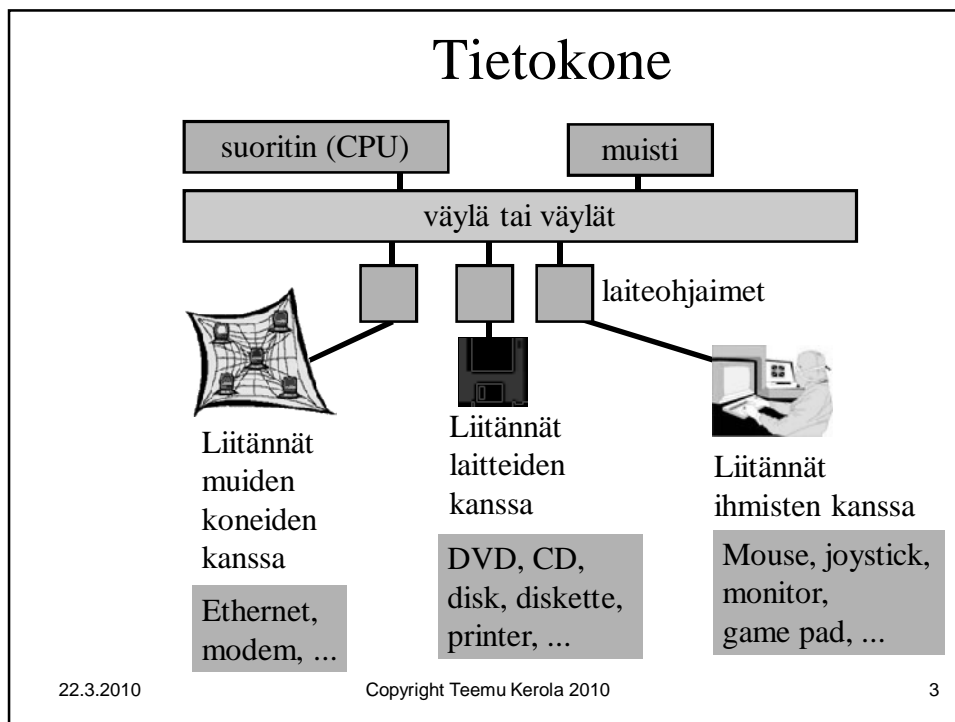 Tietokone
suoritin (CPU)
muisti
väylä tai väylät
laiteohjaimet
Liitännät
muiden
koneiden
kanssa
Ethernet,
modem, ...
Liitännät
laitteiden
kanssa
DVD, CD,
disk, diskette,
printer, ...
Liitännät
ihmisten kanssa
Mouse, joystick,
monitor,
game pad, ...
22.3.2010
Copyright Teemu Kerola 2010
3